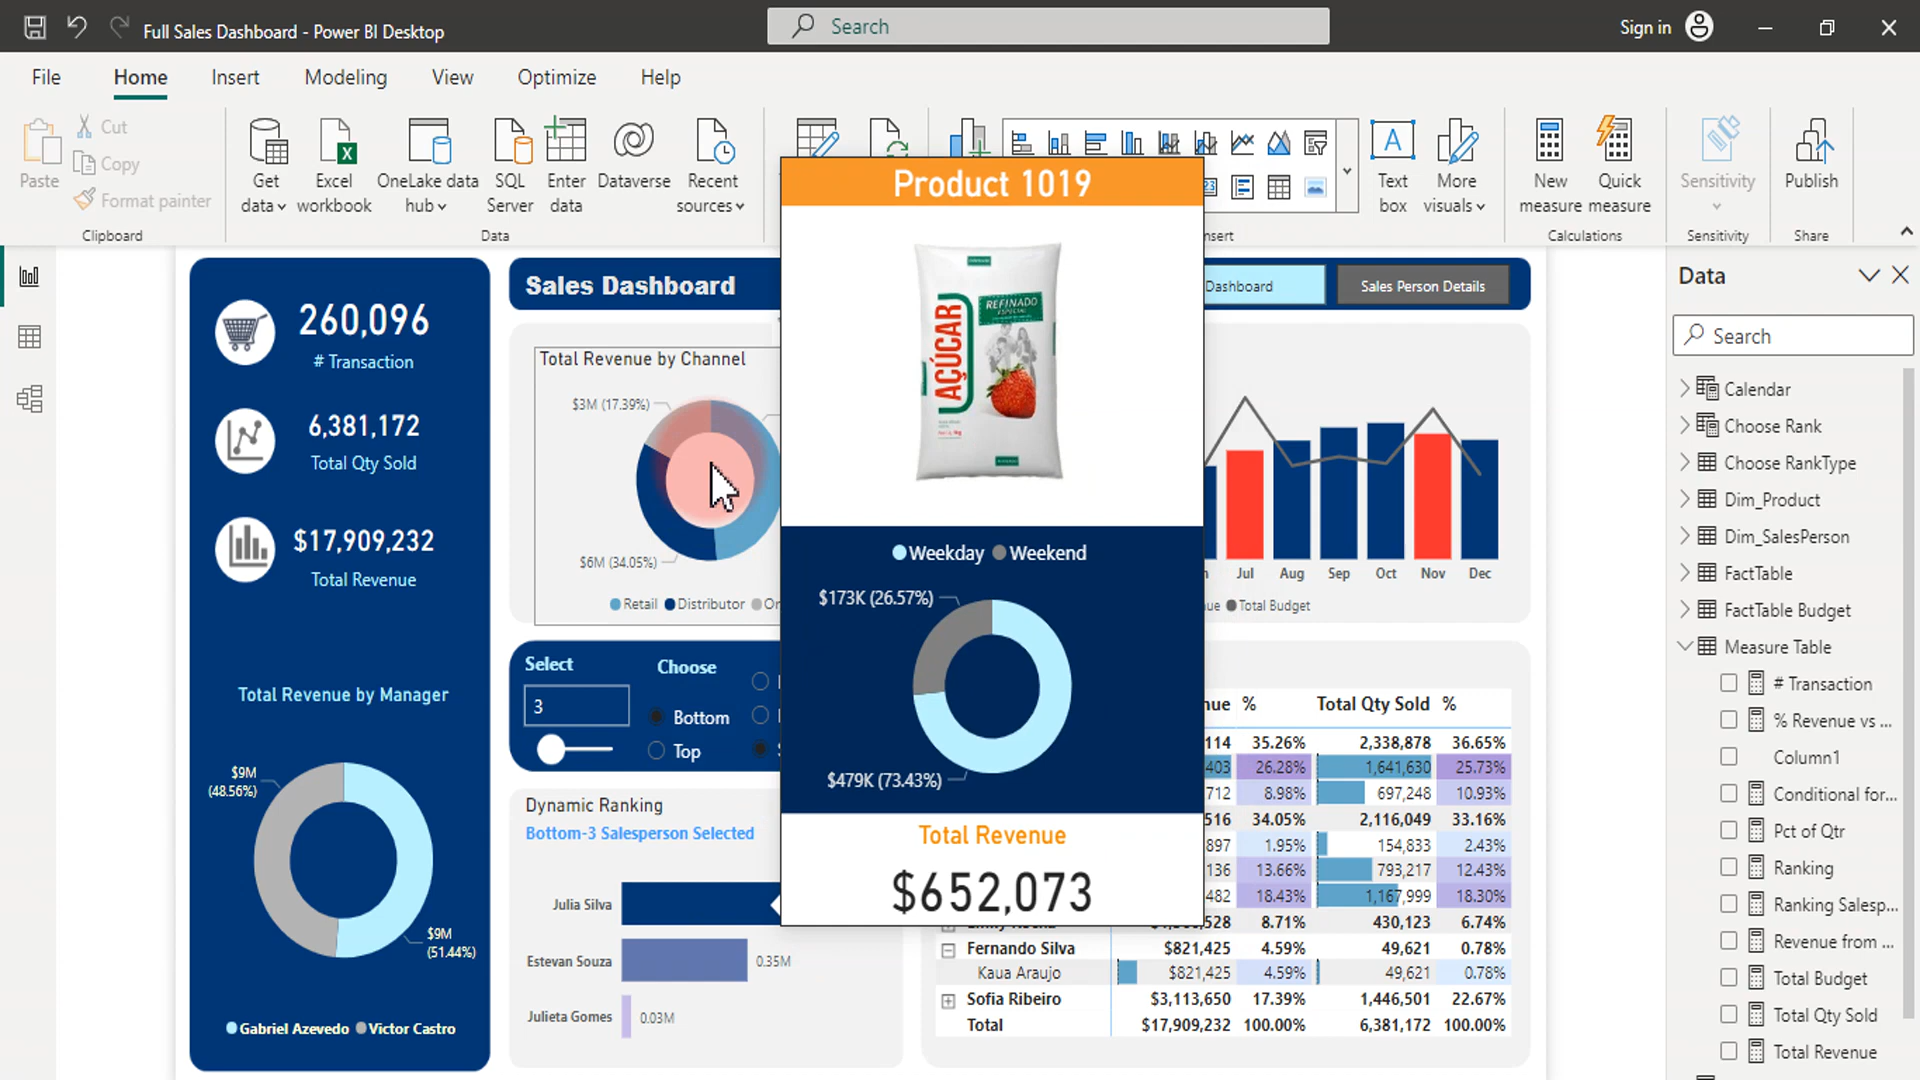 Full Sales Dashboard - Power BI Desktop
Search
Sign in
File
Home
Insert
Modeling
View
Optimize
Help
Paste
Cut
Copy
Format painter
Clipboard
Get data
Excel workbook
OneLake data hub
SQL Server
Enter data
Dataverse
Recent sources
Data
Text box
More visuals
New measure
Quick measure
Calculations
Sensitivity
Sensitivity
Publish
Share
260,096
# Transaction
6,381,172
Total Qty Sold
$17,909,232
Total Revenue
Total Revenue by Manager
$9M
(48.56%)
$9M
(51.44%)
Gabriel Azevedo
Victor Castro
Sales Dashboard
Dashboard
Sales Person Details
Total Revenue by Channel
$3M (17.39%)
$6M (34.05%)
Retail
Distributor
Select
3
Choose
Bottom
Top
Dynamic Ranking
Bottom-3 Salesperson Selected
Julia Silva
Estevan Souza 0.35M
Julieta Gomes 0.03M
Product 1019
AÇÚCAR
REFINADO
ESPECIAL
Weekday
Weekend
$173K (26.57%)
$479K (73.43%)
Total Revenue
$652,073
Jul Aug Sep Oct Nov Dec
Total Budget
% Total Qty Sold %
114 35.26% 2,338,878 36.65%
403 26.28% 1,641,630 25.73%
712 8.98% 697,248 10.93%
516 34.05% 2,116,049 33.16%
897 1.95% 154,833 2.43%
136 13.66% 793,217 12.43%
482 18.43% 1,167,999 18.30%
528 8.71% 430,123 6.74%
Fernando Silva $821,425 4.59% 49,621 0.78%
Kaua Araujo $821,425 4.59% 49,621 0.78%
Sofia Ribeiro $3,113,650 17.39% 1,446,501 22.67%
Total $17,909,232 100.00% 6,381,172 100.00%
Data
Search
Calendar
Choose Rank
Choose RankType
Dim_Product
Dim_SalesPerson
FactTable
FactTable Budget
Measure Table
# Transaction
% Revenue vs ...
Column1
Conditional for...
Pct of Qtr
Ranking
Ranking Salesp...
Revenue from ...
Total Budget
Total Qty Sold
Total Revenue